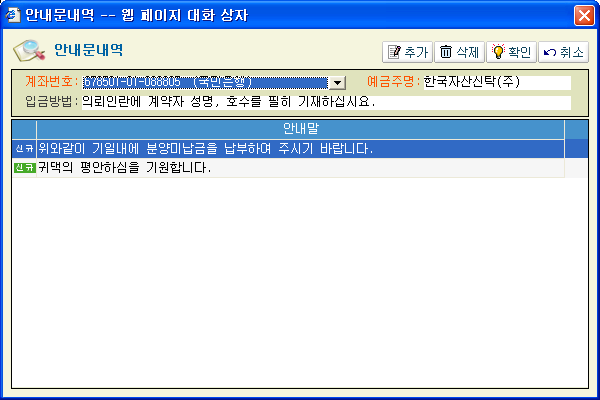 안내문내역 -- 웹 페이지 대화 상자
안내문내역
추가 삭제 확인 취소
계좌번호: 678501-01-088805 (국민은행) 예금주명: 한국자산신탁(주)
입금방법: 의뢰인란에 계약자 성명, 호수를 필히 기재하십시요.
안내말
신규 위와같이 기일내에 분양미납금을 납부하여 주시기 바랍니다.
신규 귀댁의 평안하심을 기원합니다.